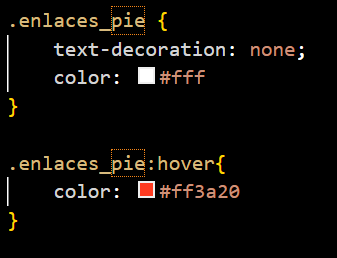 .enlaces_pie {
text-decoration: none;
color: #fff
}
.enlaces_pie:hover{
color: #ff3a20
}